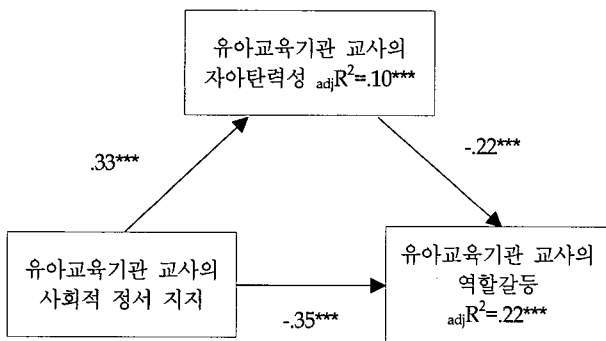 유아교육기관 교사의
자아탄력성 adjR²=.10***
.33***
-.22***
유아교육기관 교사의
사회적 정서 지지
유아교육기관 교사의
역할갈등
adjR²=.22***
-.35***